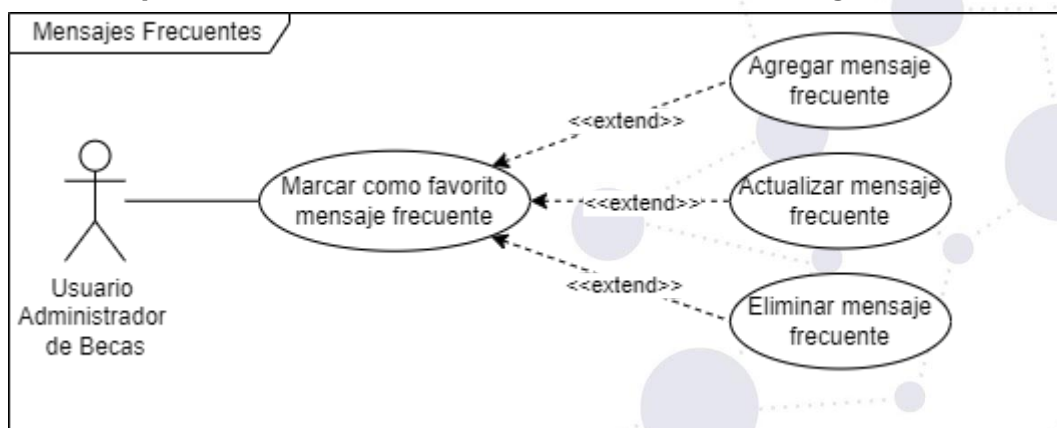 Mensajes Frecuentes
Agregar mensaje
frecuente
<<extend>>
Marcar como favorito
mensaje frecuente
<<extend>>
Actualizar mensaje
frecuente
<<extend>>
Eliminar mensaje
frecuente
Usuario
Administrador
de Becas